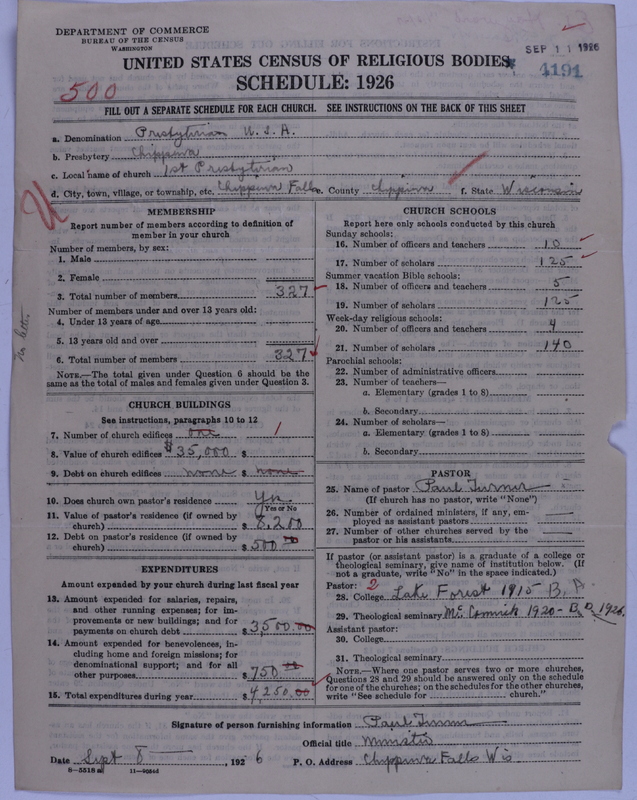 DEPARTMENT OF COMMERCE
BUREAU OF THE CENSUS
WASHINGTON
SEP 11 1926
UNITED STATES CENSUS OF RELIGIOUS BODIES
4191
SCHEDULE: 1926
500
FILL OUT A SEPARATE SCHEDULE FOR EACH CHURCH. SEE INSTRUCTIONS ON THE BACK OF THIS SHEET
a. Denomination Presbyterian U.S.A.
b. Presbytery Chippewa
c. Local name of church 1st Presbyterian
d. City, town, village, or township, etc. Chippewa Falls e. County Chippewa f. State Wisconsin
MEMBERSHIP
Report number of members according to definition of
member in your church
Number of members, by sex:
1. Male
2. Female
3. Total number of members 327
Number of members under and over 13 years old:
4. Under 13 years of age
5. 13 years old and over
6. Total number of members 327
NOTE.—The total given under Question 6 should be the
same as the total of males and females given under Question 3.
CHURCH BUILDINGS
See instructions, paragraphs 10 to 12
7. Number of church edifices one 1
8. Value of church edifices $35,000 $
9. Debt on church edifices none $ none
10. Does church own pastor's residence Yes
Yes or No
11. Value of pastor's residence (if owned by
church) $ 8,200
12. Debt on pastor's residence (if owned by
church) $ 500
EXPENDITURES
Amount expended by your church during last fiscal year
13. Amount expended for salaries, repairs,
and other running expenses; for im-
provements or new buildings; and for
payments on church debt $ 3,500.00
14. Amount expended for benevolences, in-
cluding home and foreign missions; for
denominational support; and for all
other purposes $ 750
15. Total expenditures during year $ 4,250.00
CHURCH SCHOOLS
Report here only schools conducted by this church
Sunday schools:
16. Number of officers and teachers 10
17. Number of scholars 125
Summer vacation Bible schools:
18. Number of officers and teachers 5
19. Number of scholars 125
Week-day religious schools:
20. Number of officers and teachers 4
21. Number of scholars 140
Parochial schools:
22. Number of administrative officers
23. Number of teachers—
a. Elementary (grades 1 to 8)
b. Secondary
24. Number of scholars—
a. Elementary (grades 1 to 8)
b. Secondary
PASTOR
25. Name of pastor Paul Turner
(If church has no pastor, write "None")
26. Number of ordained ministers, if any, em-
ployed as assistant pastors
27. Number of other churches served by the
pastor or his assistants
If pastor (or assistant pastor) is a graduate of a college or
theological seminary, give name of institution below. (If
not a graduate, write "No" in the space indicated.)
Pastor: 2
28. College Lake Forest 1915 B.A.
29. Theological seminary McCormick 1920- B.D. 1926.
Assistant pastor:
30. College
31. Theological seminary
NOTE.—Where one pastor serves two or more churches,
Questions 28 and 29 should be answered only on the schedule
for one of the churches; on the schedules for the other churches,
write "See schedule for church."
Signature of person furnishing information Paul Turner
Official title Minister
Date Sept 8, 1926 P. O. Address Chippewa Falls Wis
8-5518a 11-9054d